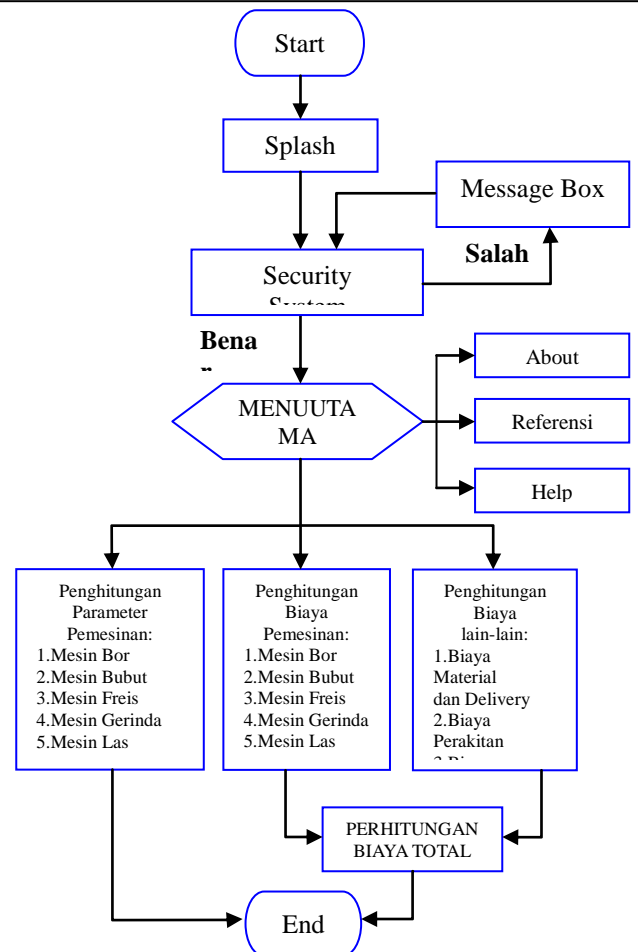 Start
Splash
Message Box
Salah
Security
Bena
MENUUTA
MA
About
Referensi
Help
Penghitungan
Parameter
Pemesinan:
1.Mesin Bor
2.Mesin Bubut
3.Mesin Freis
4.Mesin Gerinda
5.Mesin Las
Penghitungan
Biaya
Pemesinan:
1.Mesin Bor
2.Mesin Bubut
3.Mesin Freis
4.Mesin Gerinda
5.Mesin Las
Penghitungan
Biaya
lain-lain:
1.Biaya
Material
dan Delivery
2.Biaya
Perakitan
PERHITUNGAN
BIAYA TOTAL
End